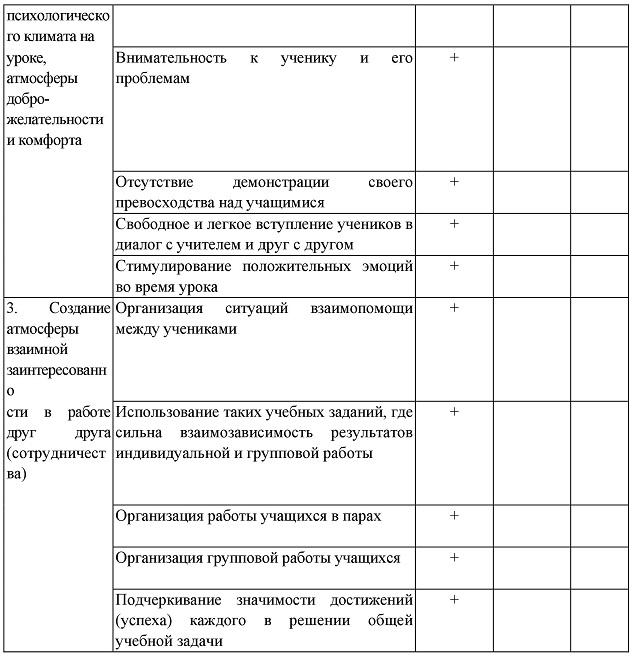 психологическо
го климата на
уроке,
атмосферы
добро-
желательности
и комфорта
Внимательность к ученику и его +
проблемам
Отсутствие демонстрации своего +
превосходства над учащимися
Свободное и легкое вступление учеников в +
диалог с учителем и друг с другом
Стимулирование положительных эмоций +
во время урока
3. Создание
атмосферы
взаимной
заинтересованн
о
сти в работе
друг друга
(сотрудничест
ва)
Организация ситуаций взаимопомощи +
между учениками
Использование таких учебных заданий, где +
сильна взаимозависимость результатов
индивидуальной и групповой работы
Организация работы учащихся в парах +
Организация групповой работы учащихся +
Подчеркивание значимости достижений +
(успеха) каждого в решении общей
учебной задачи